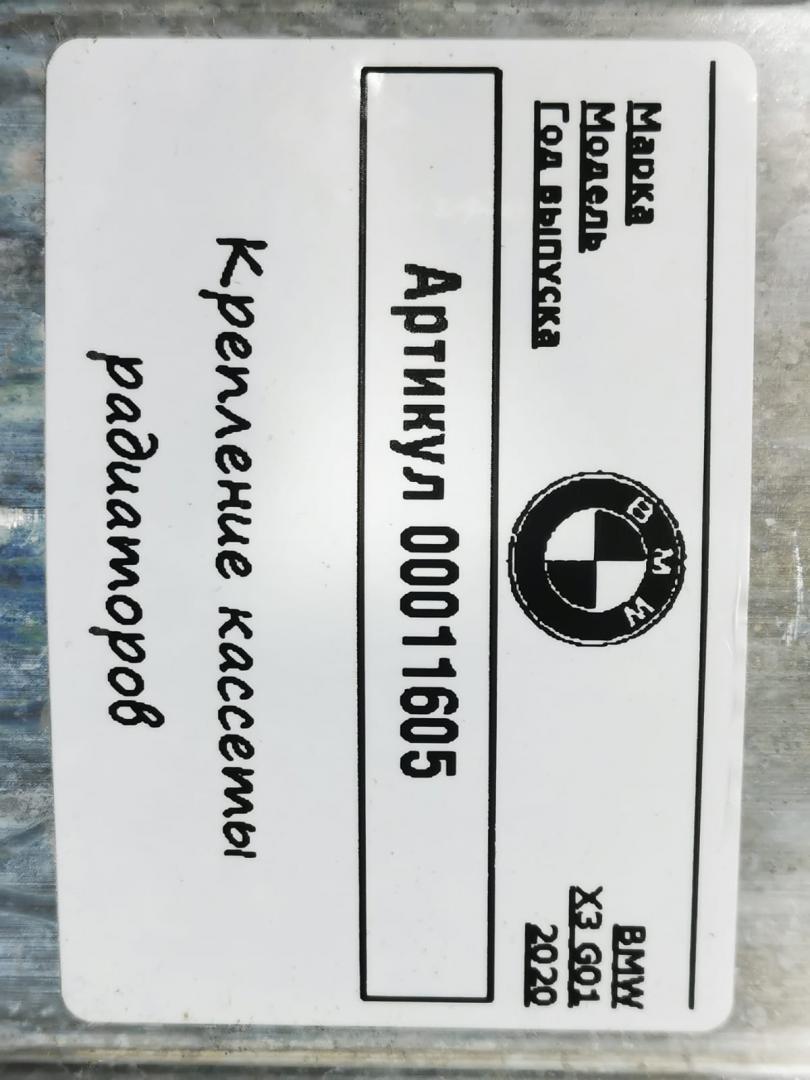 Марка BMW
Модель X3 G01
Год выпуска 2020
BMW
Артикул 00011605
Крепление кассеты
радиаторов